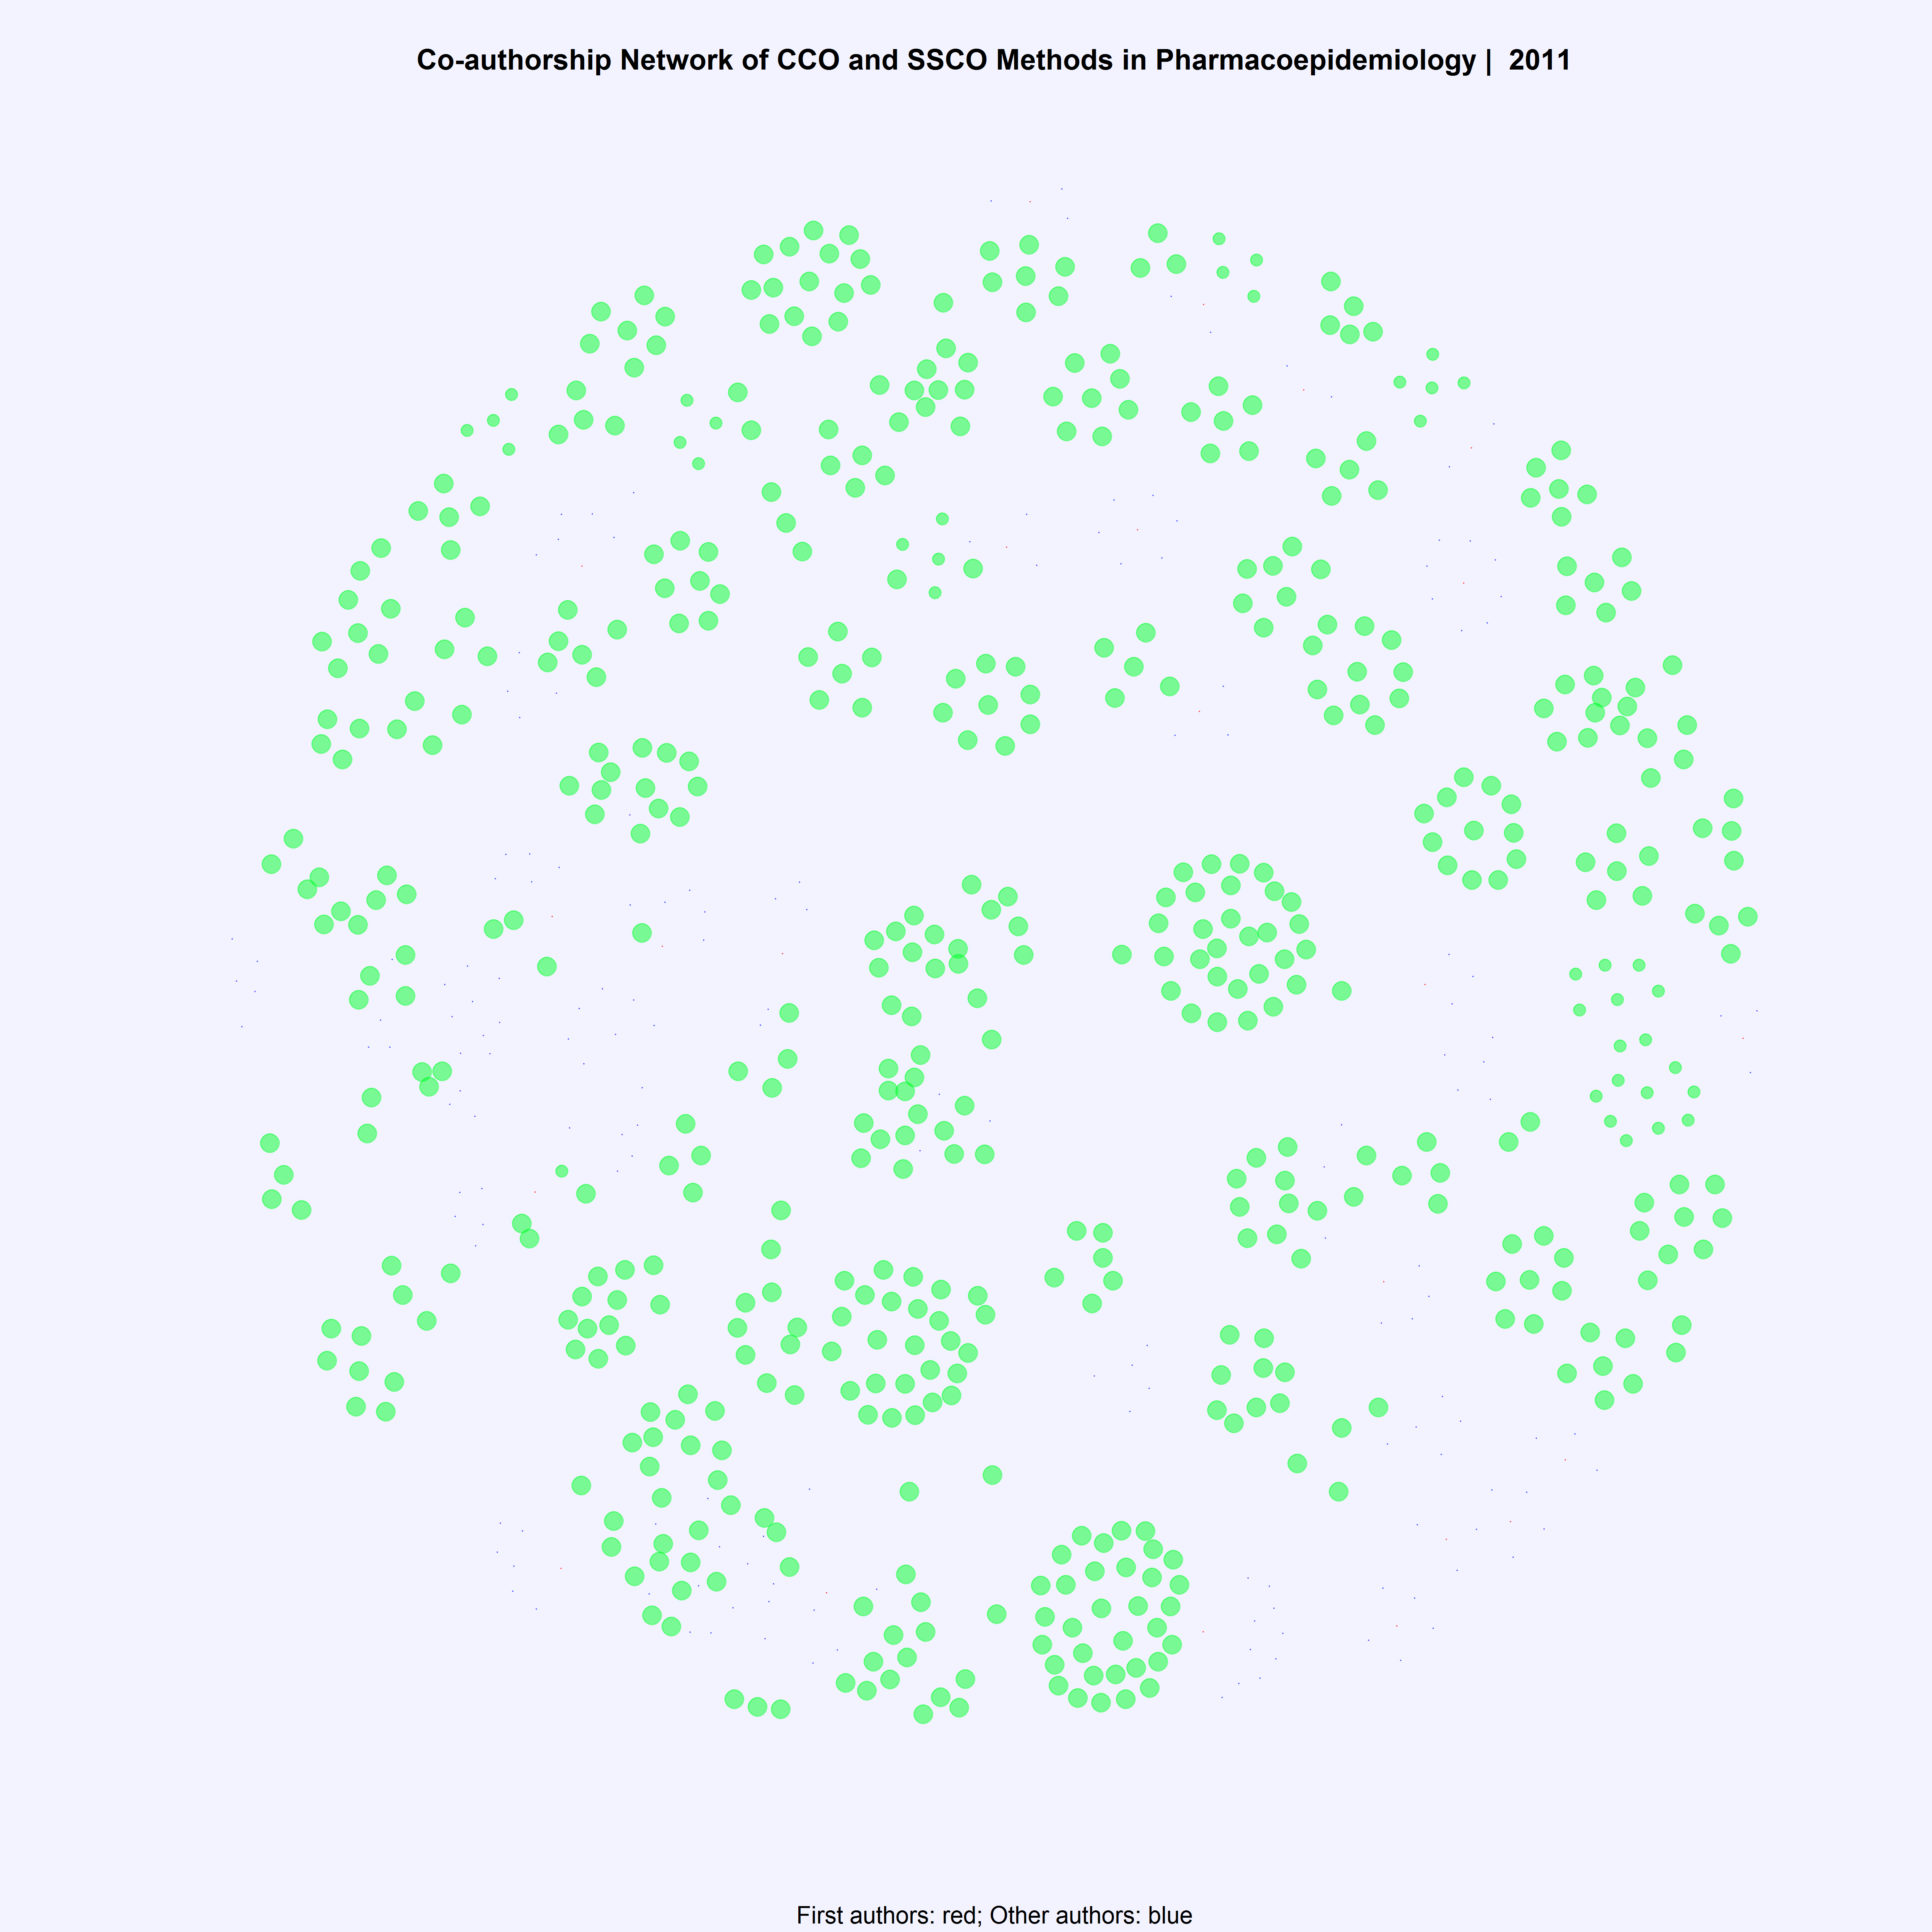 Co-authorship Network of CCO and SSCO Methods in Pharmacoepidemiology |  2011
First authors: red; Other authors: blue